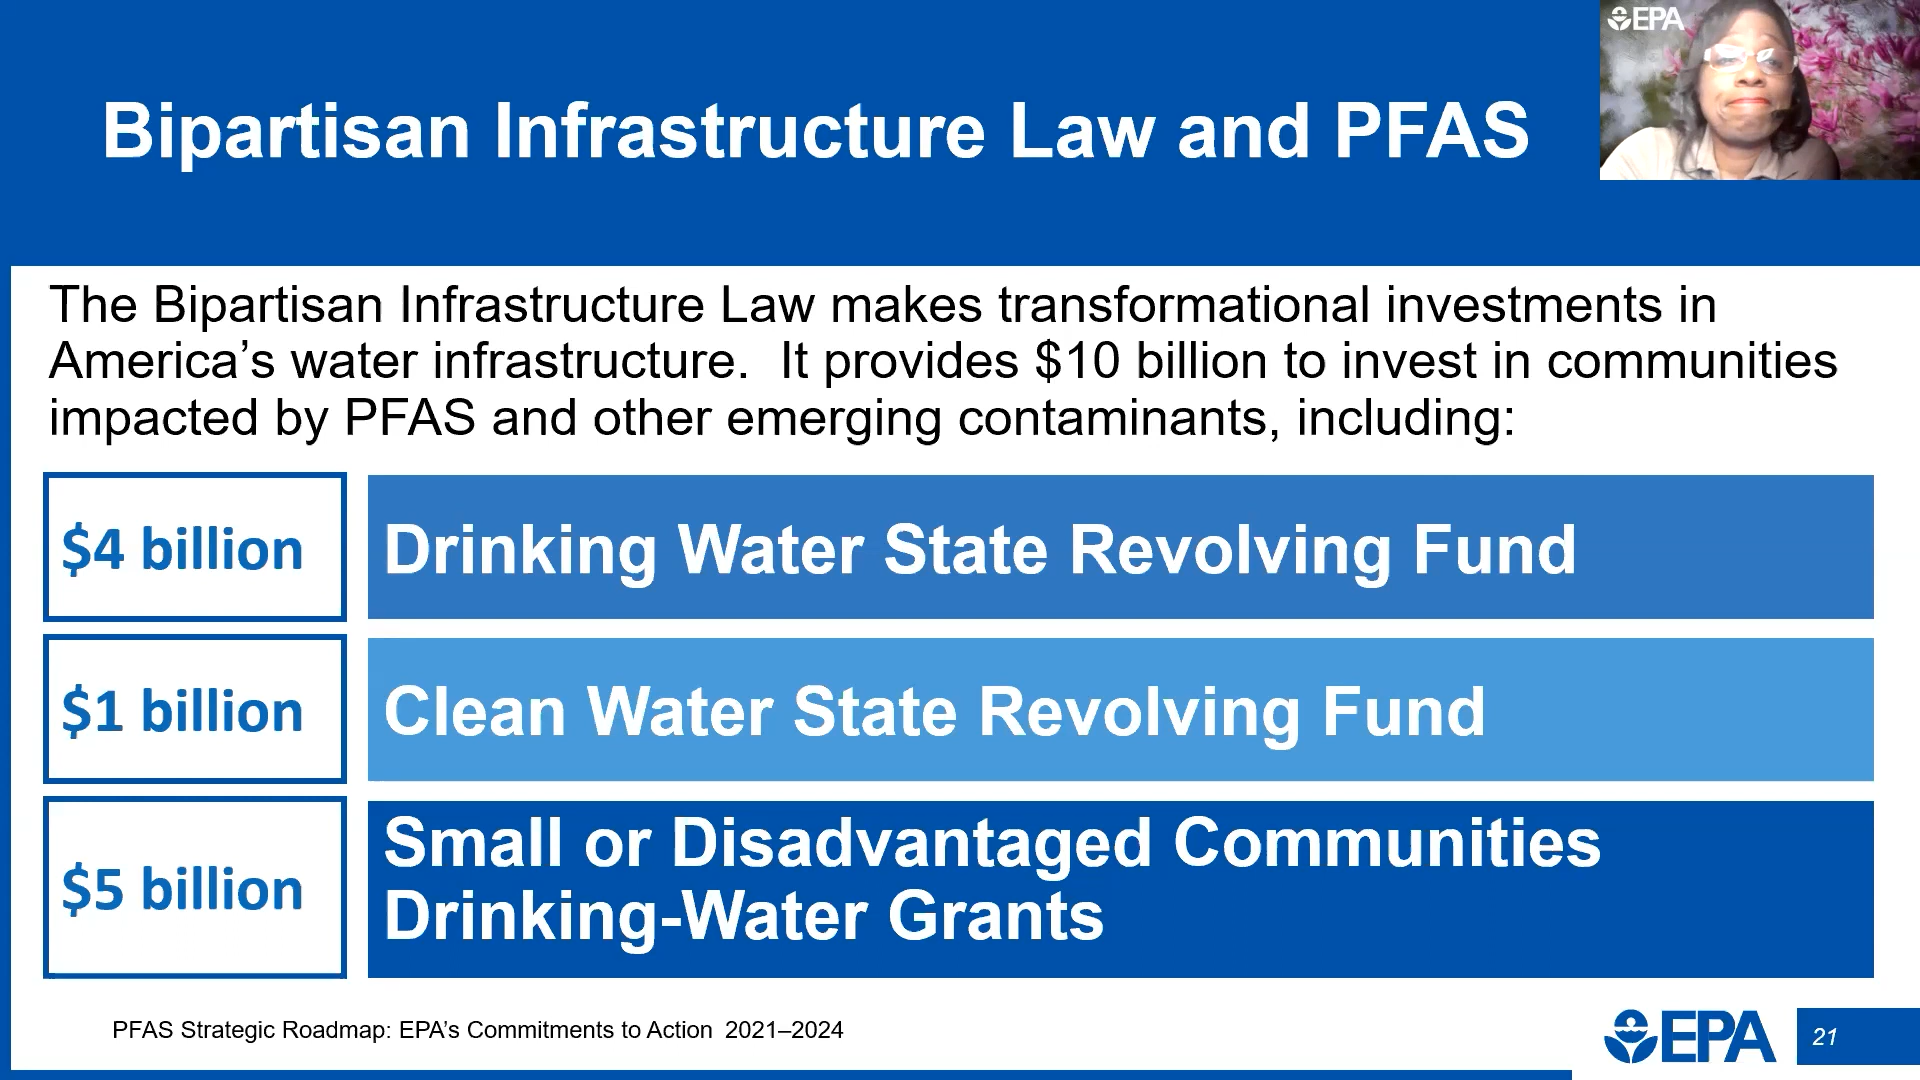 EPA
Bipartisan Infrastructure Law and PFAS
The Bipartisan Infrastructure Law makes transformational investments in
America’s water infrastructure.  It provides $10 billion to invest in communities
impacted by PFAS and other emerging contaminants, including:
$4 billion
Drinking Water State Revolving Fund
$1 billion
Clean Water State Revolving Fund
$5 billion
Small or Disadvantaged Communities
Drinking-Water Grants
PFAS Strategic Roadmap: EPA’s Commitments to Action  2021–2024
EPA
21